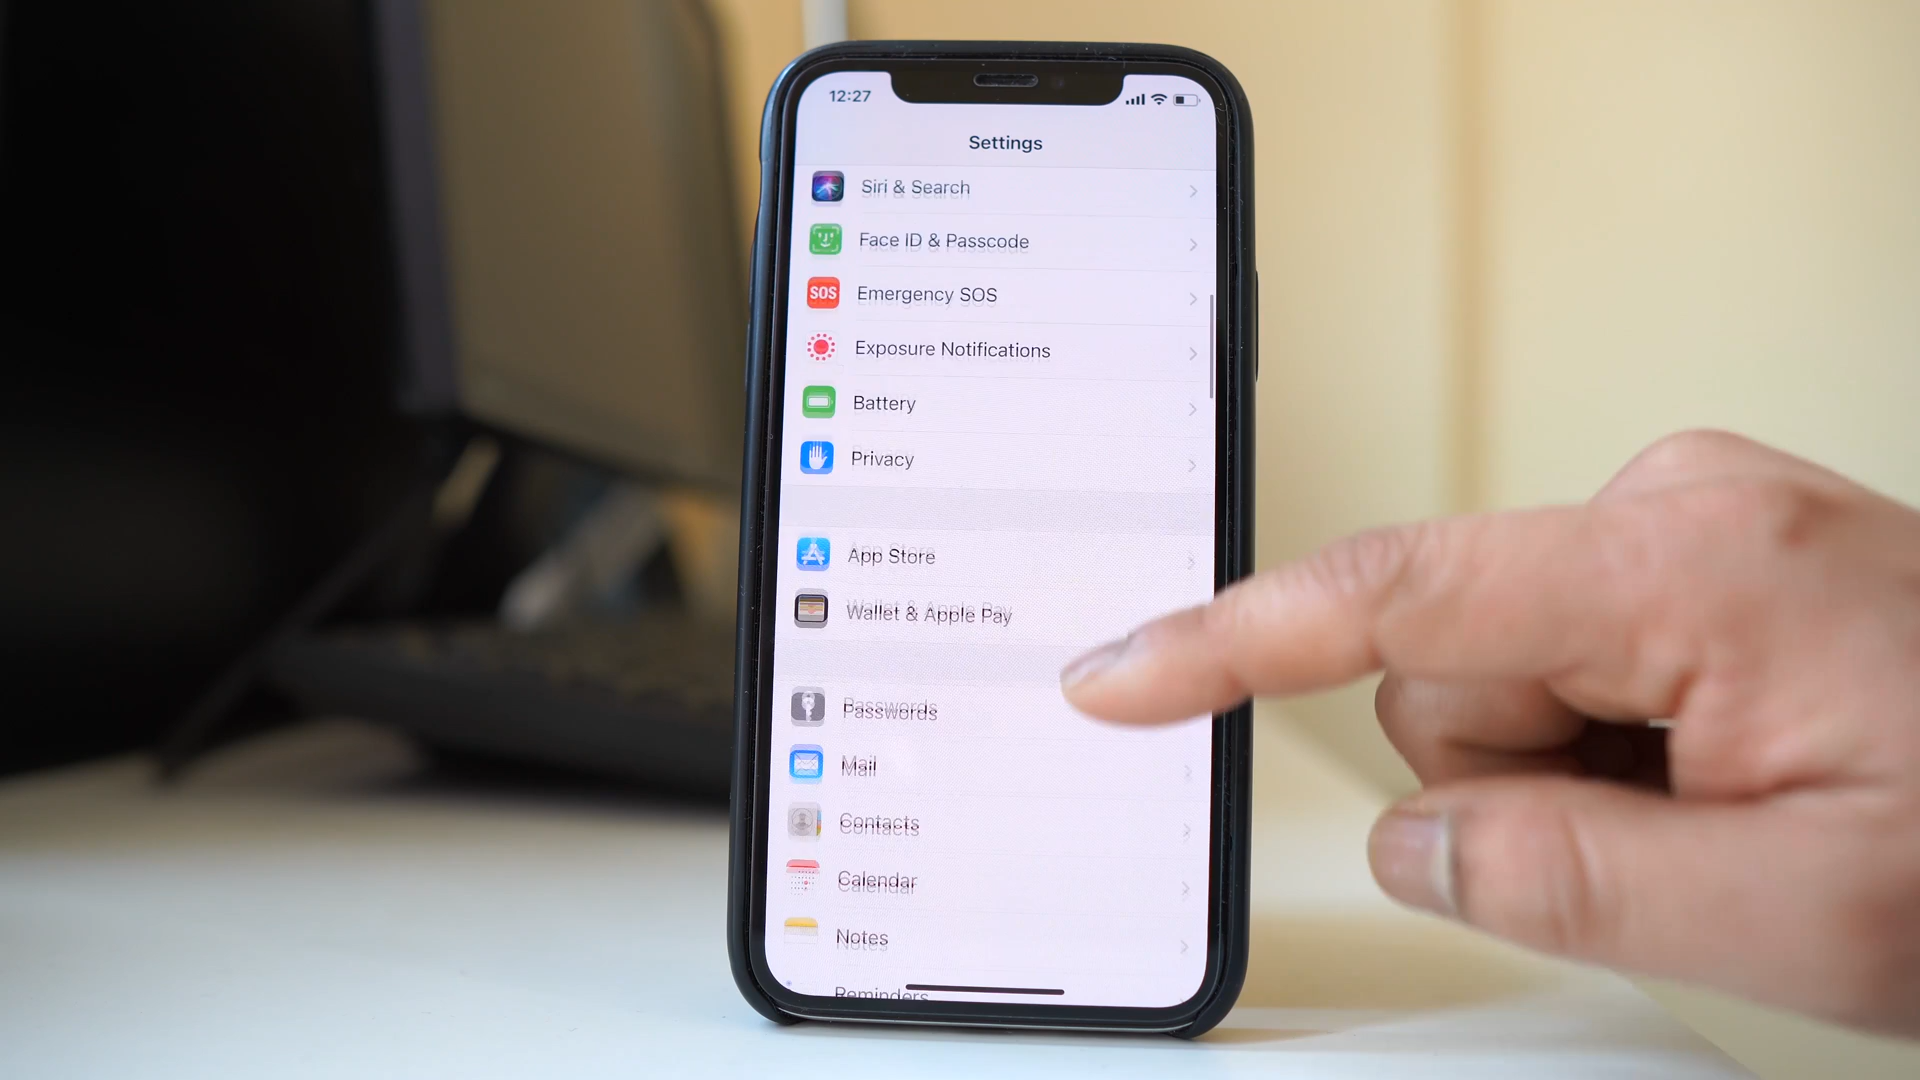 12:27
Settings
Siri & Search
Face ID & Passcode
SOS
Emergency SOS
Exposure Notifications
Battery
Privacy
App Store
Wallet & Apple Pay
Passwords
Mail
Contacts
Calendar
Notes
Reminders